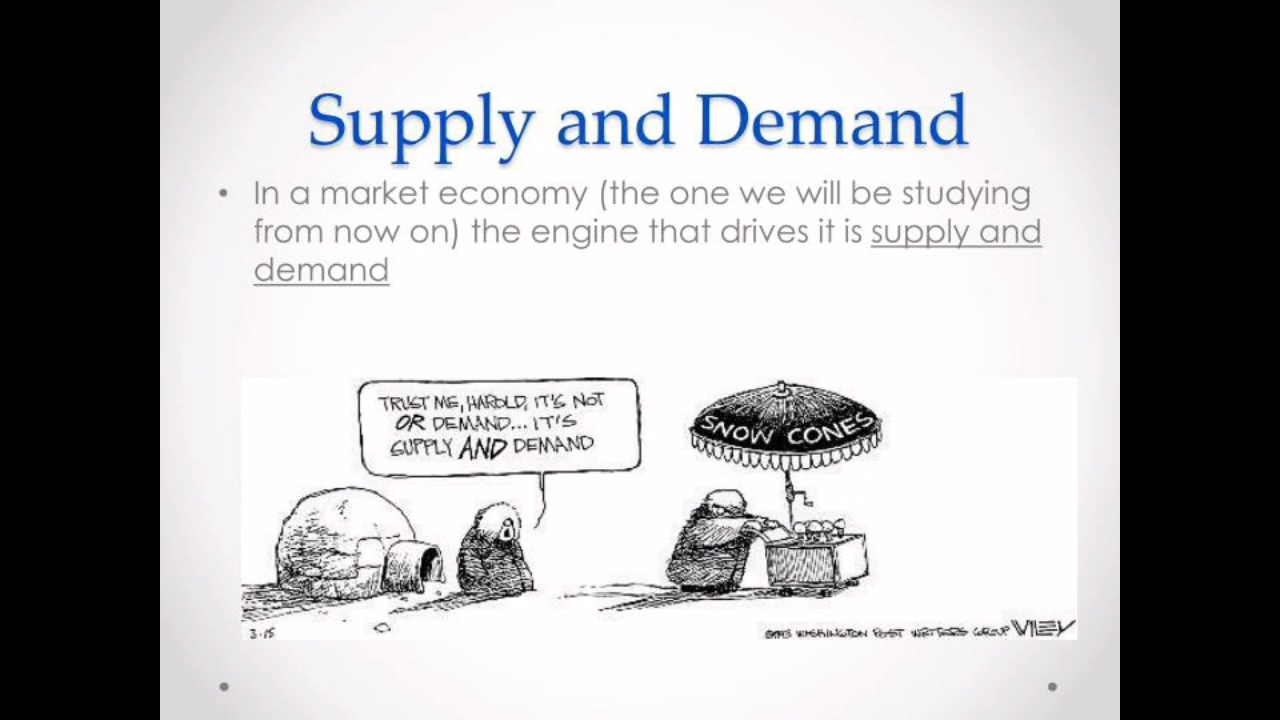 Supply and Demand
• In a market economy (the one we will be studying
from now on) the engine that drives it is supply and
demand
TRUST ME, HAROLD, IT'S NOT
OR DEMAND... IT'S
SUPPLY AND DEMAND
SNOW CONES
3-15
WASHINGTON POST WRITERS GROUP WILEY